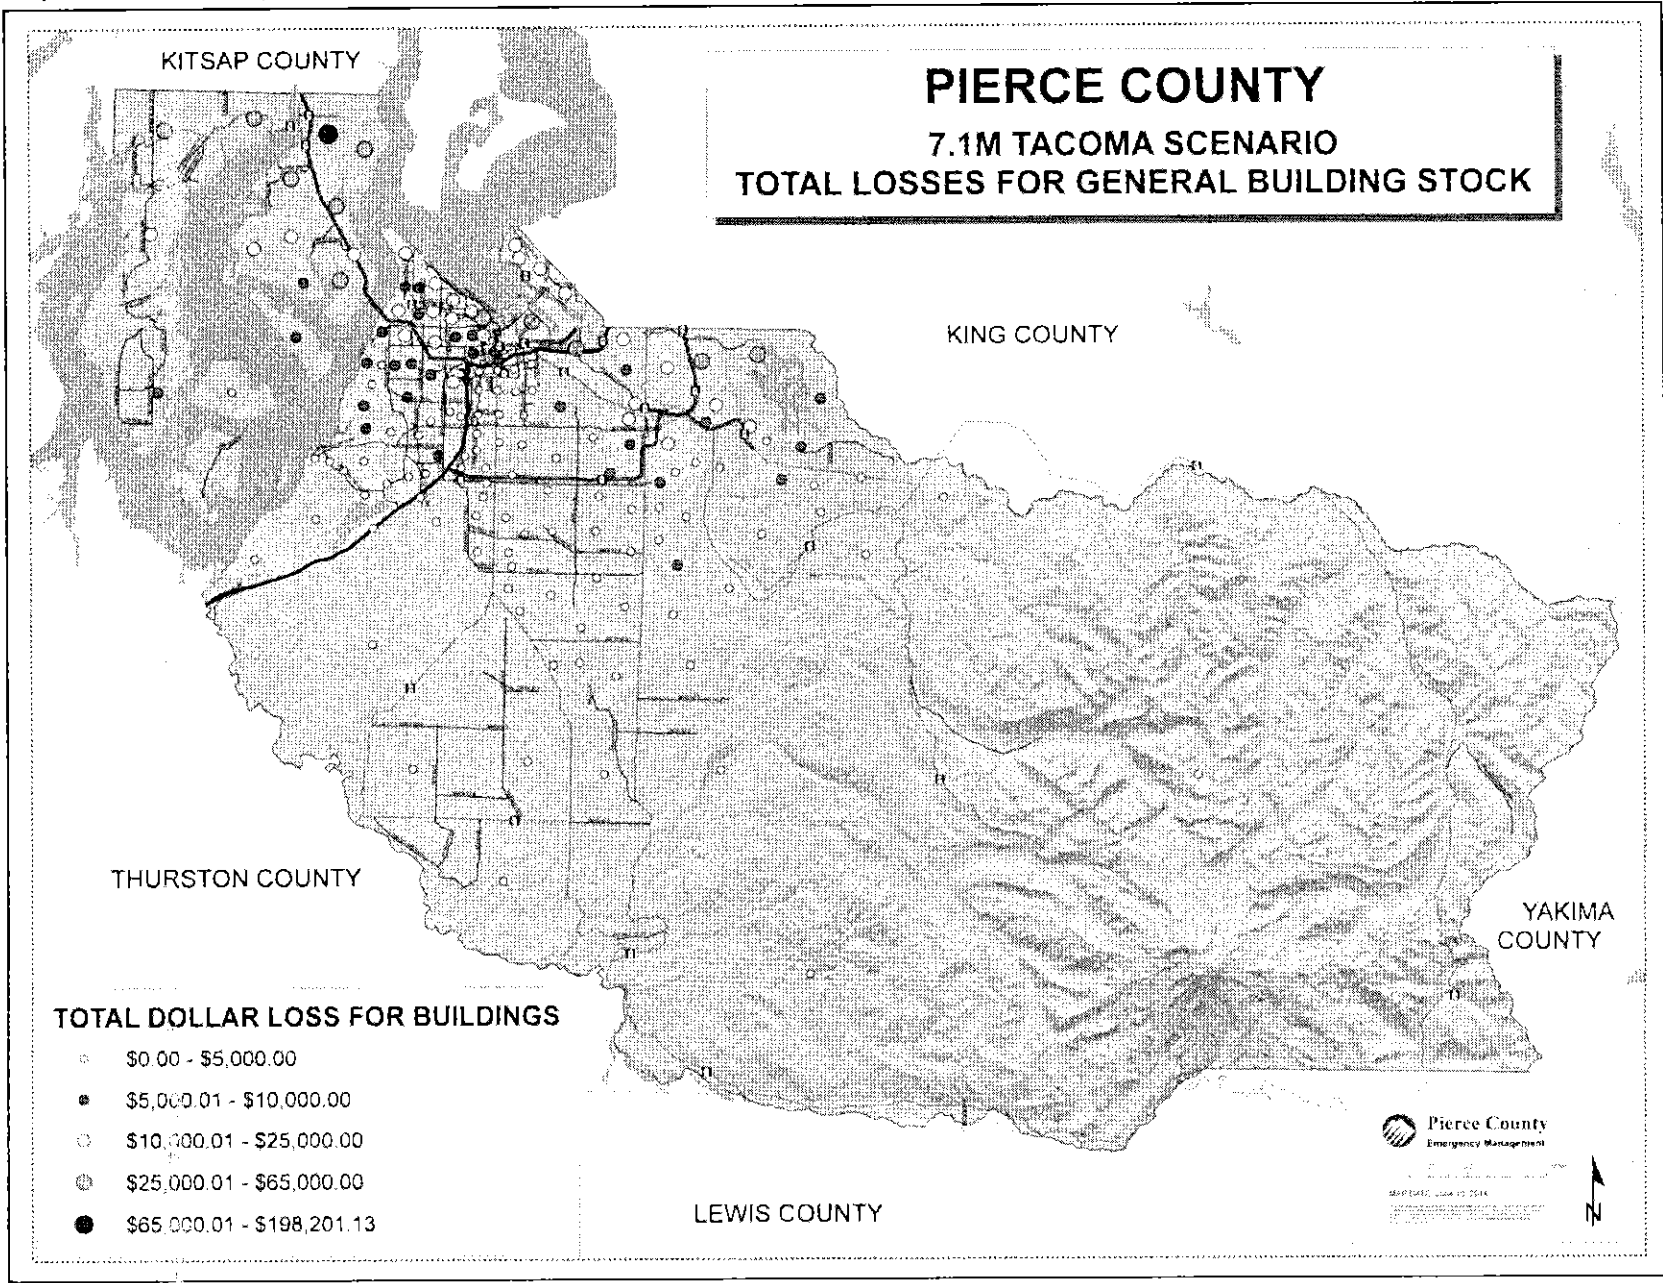 KITSAP COUNTY
PIERCE COUNTY
7.1M TACOMA SCENARIO
TOTAL LOSSES FOR GENERAL BUILDING STOCK
KING COUNTY
THURSTON COUNTY
YAKIMA
COUNTY
TOTAL DOLLAR LOSS FOR BUILDINGS
$0.00 - $5,000.00
$5,000.01 - $10,000.00
$10,000.01 - $25,000.00
$25,000.01 - $65,000.00
$65,000.01 - $198,201.13
LEWIS COUNTY
Pierce County
Emergency Management
N